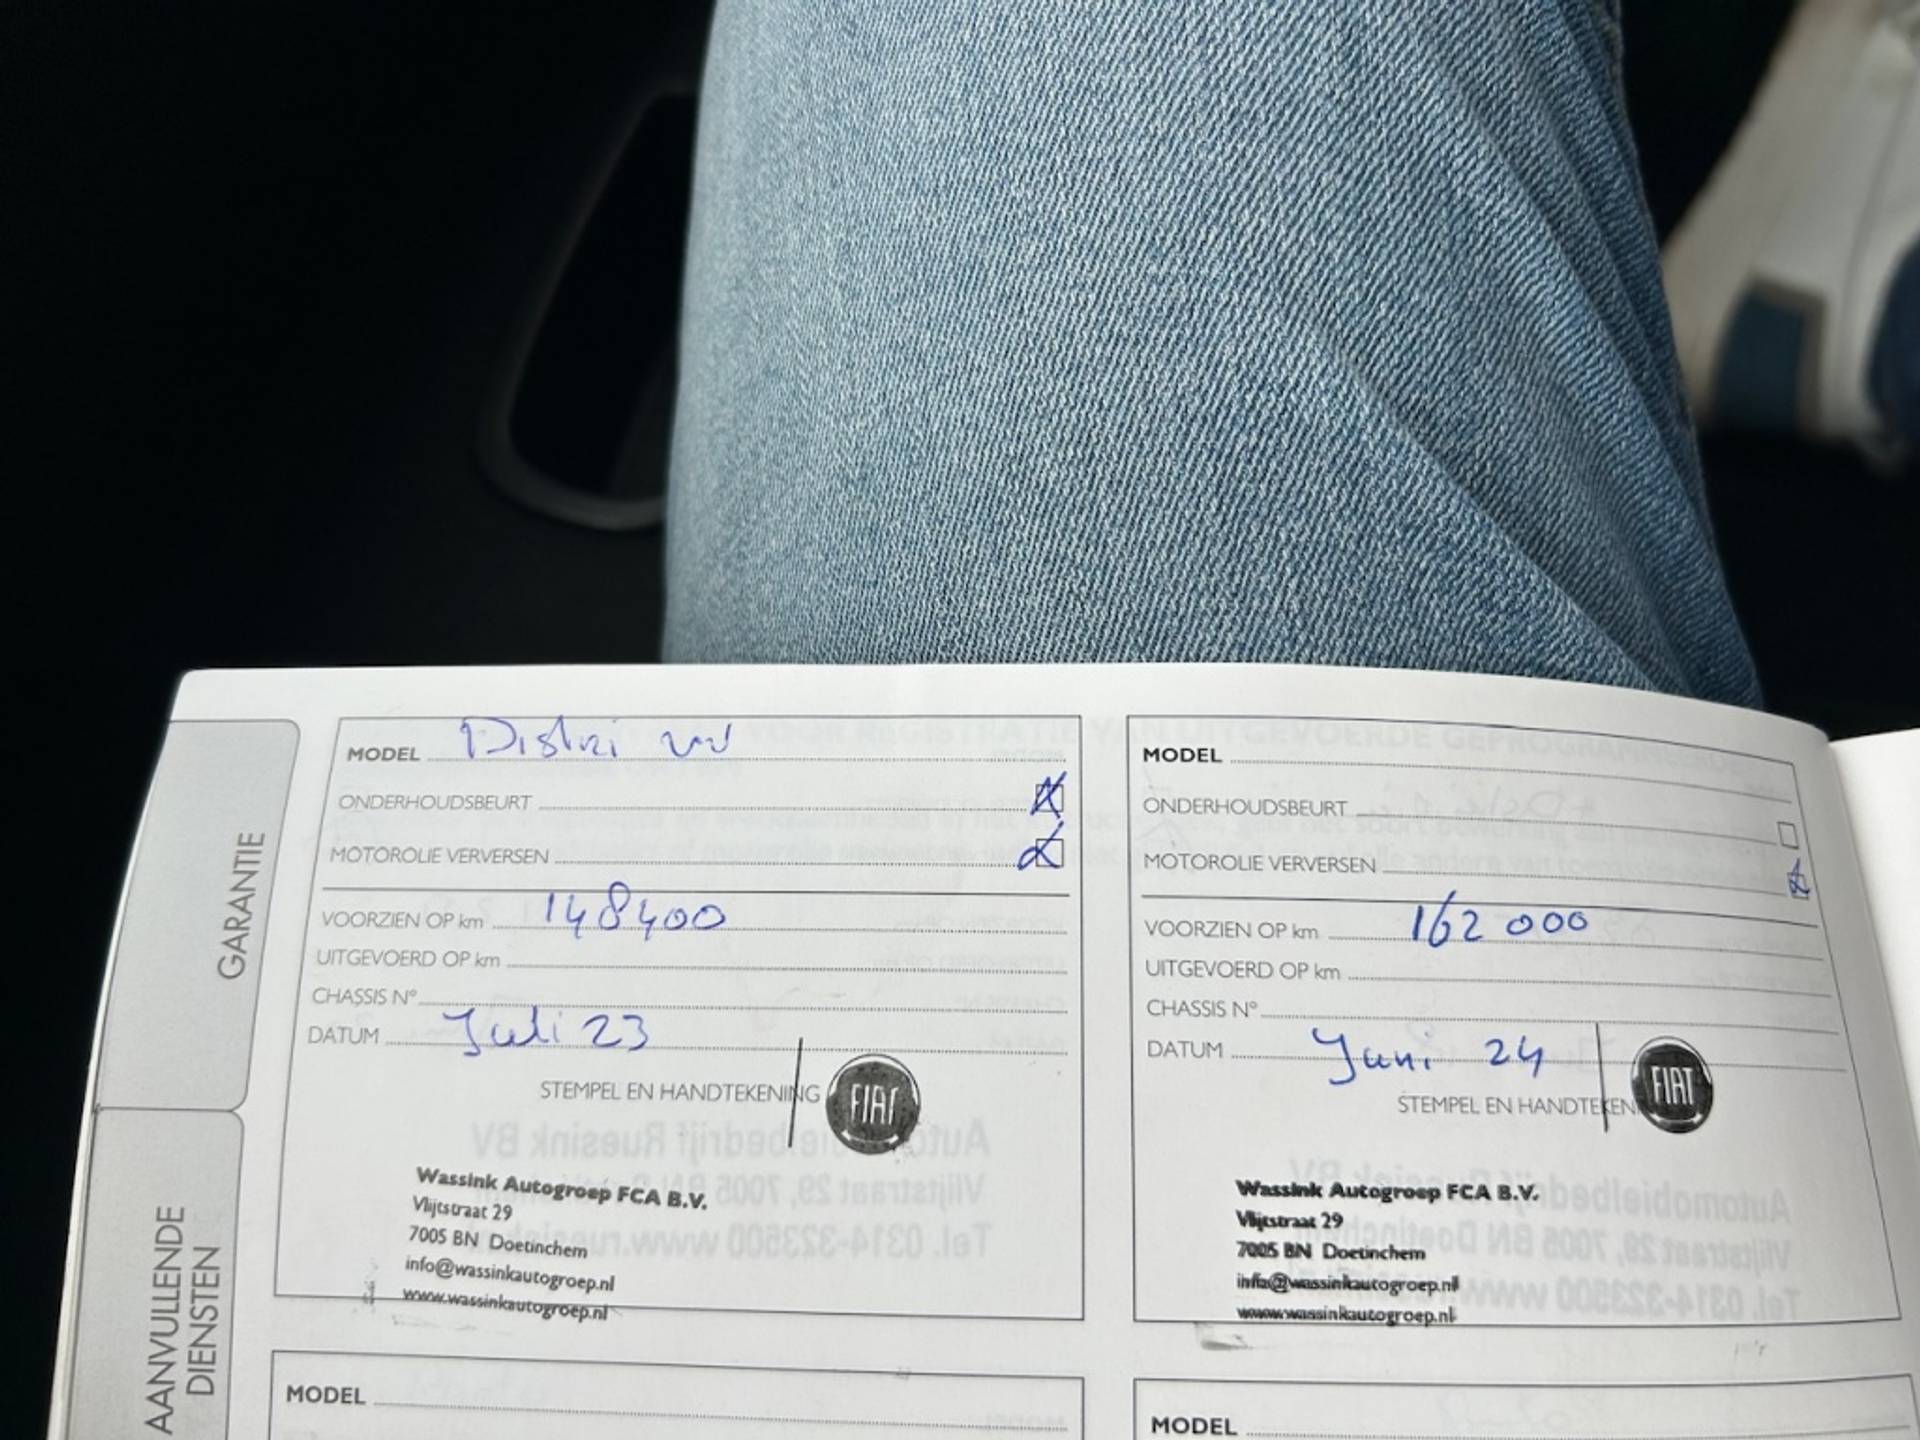 GARANTIE
AANVULLENDE
DIENSTEN
MODEL Distri
ONDERHOUDSBEURT
MOTOROLIE VERVERSEN
VOORZIEN OP km 148400
UITGEVOERD OP km
CHASSIS N°
DATUM Juli 23
STEMPEL EN HANDTEKENING
FIAT
Wassink Autogroep FCA B.V.
Vlijtstraat 29
7005 BN Doetinchem
info@wassinkautogroep.nl
www.wassinkautogroep.nl
MODEL
MODEL
ONDERHOUDSBEURT
MOTOROLIE VERVERSEN
VOORZIEN OP km 162000
UITGEVOERD OP km
CHASSIS N°
DATUM Juni 24
STEMPEL EN HANDTEKEN
FIAT
Wassink Autogroep FCA B.V.
Vlijtstraat 29
7005 BN Doetinchem
info@wassinkautogroep.nl
www.wassinkautogroep.nl
MODEL